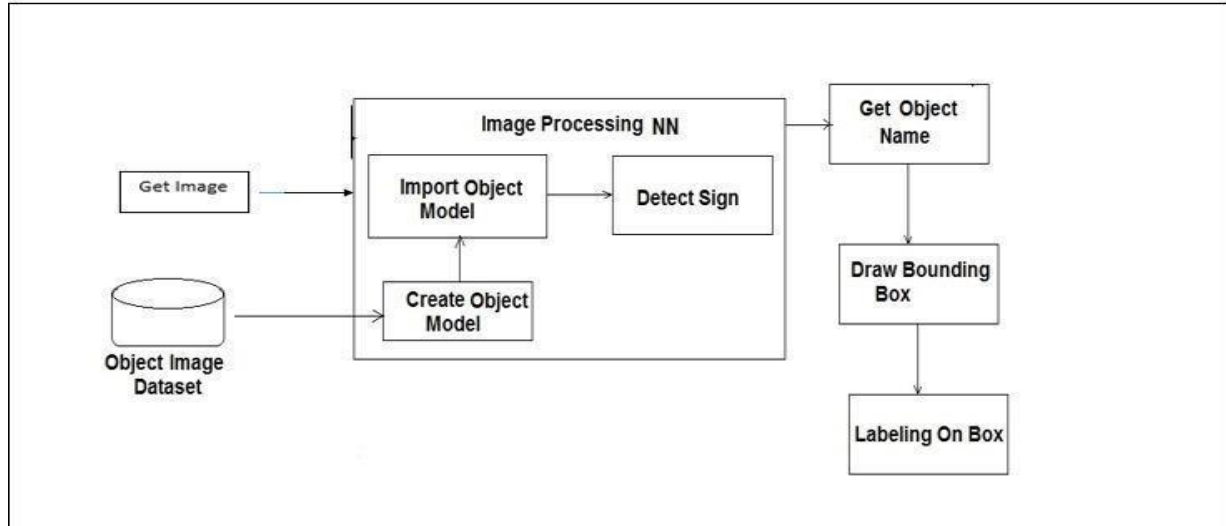 Image Processing NN
Get Image
Import Object
Model
Detect Sign
Create Object
Model
Object Image
Dataset
Get Object
Name
Draw Bounding
Box
Labeling On Box